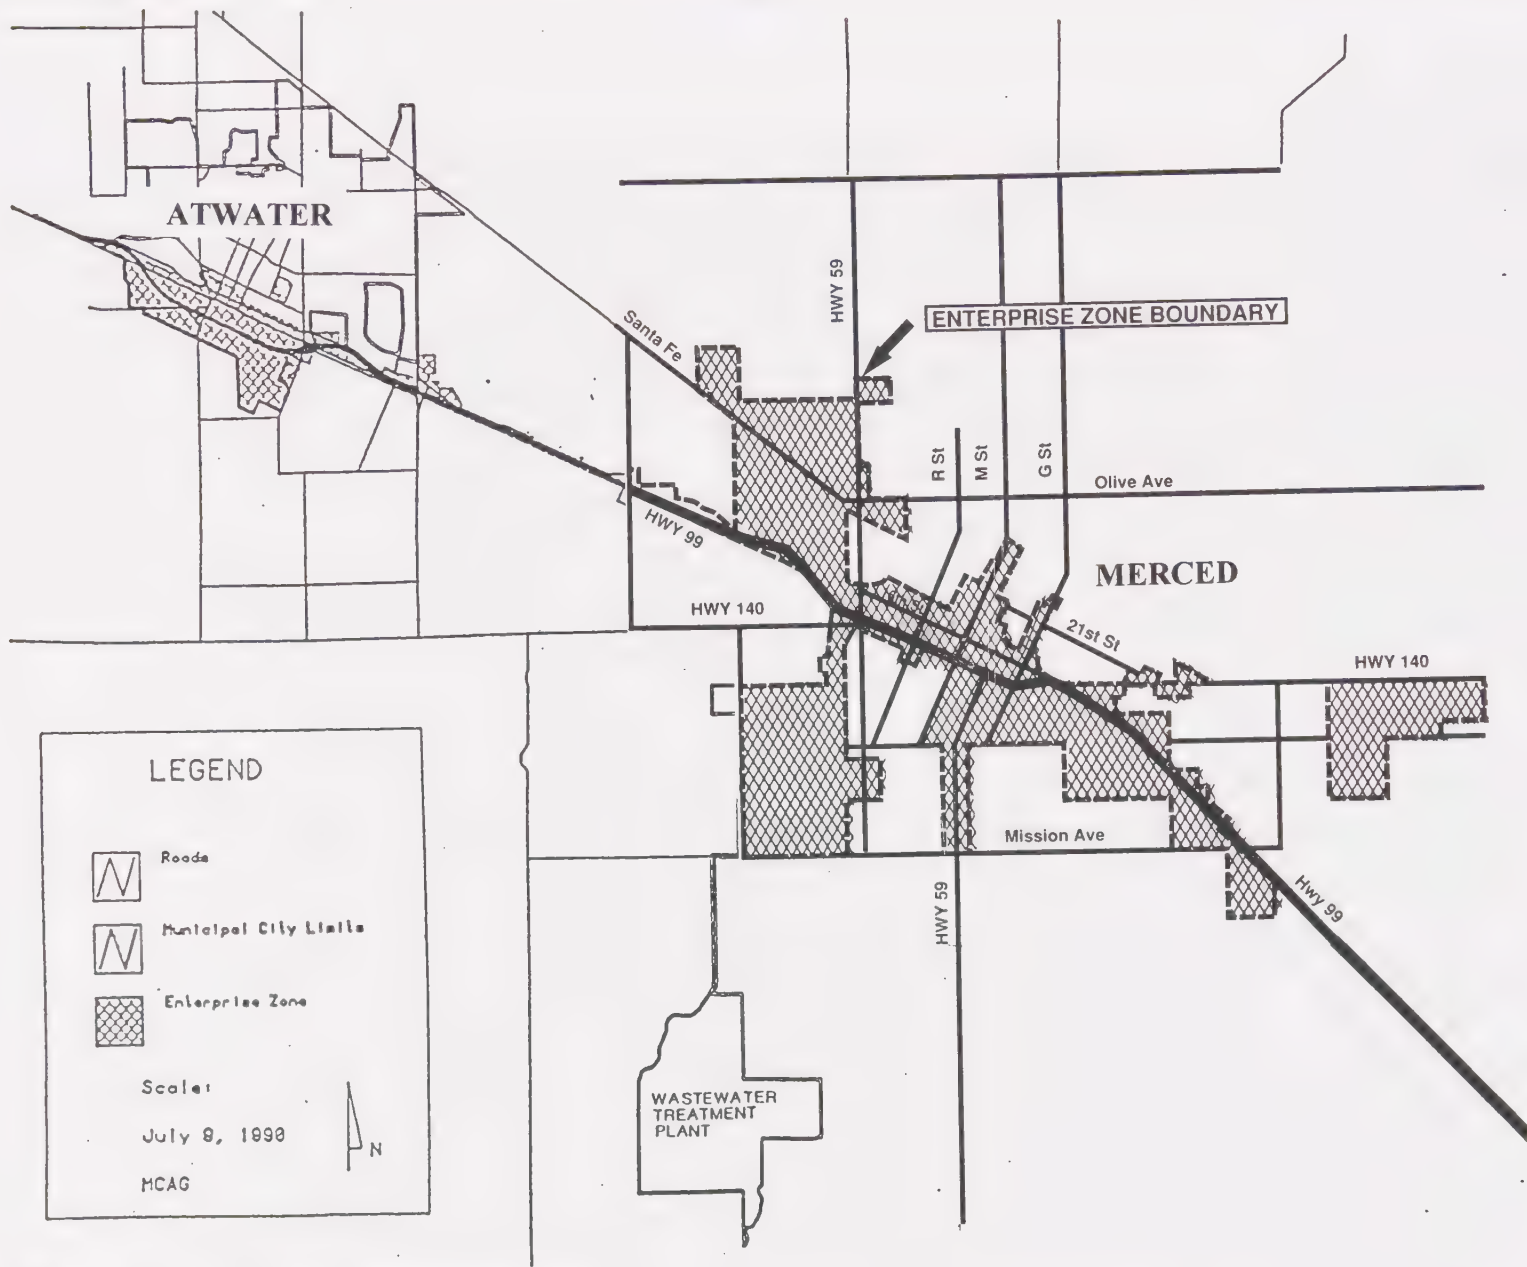 ATWATER
HWY 59
ENTERPRISE ZONE BOUNDARY
Santa Fe
R St
M St
G St
Olive Ave
HWY 99
MERCED
HWY 140
21st St
HWY 140
Mission Ave
HWY 59
Hwy 99
WASTEWATER
TREATMENT
PLANT
LEGEND
Roads
Municipal City Limits
Enterprise Zone
Scale:
July 9, 1990
N
MCAG